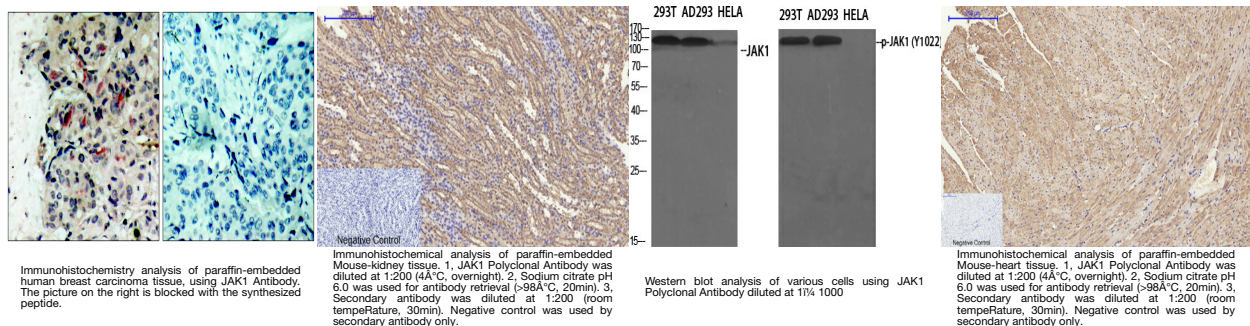 Negative Control
293T AD293 HELA
293T AD293 HELA
170
130
100
70
55
40
35
25
15
JAK1
p-JAK1 (Y1022)
Negative Control
Immunohistochemistry analysis of paraffin-embedded
human breast carcinoma tissue, using JAK1 Antibody.
The picture on the right is blocked with the synthesized
peptide.
Immunohistochemical analysis of paraffin-embedded
Mouse-kidney tissue. 1, JAK1 Polyclonal Antibody was
diluted at 1:200 (4Â°C, overnight). 2, Sodium citrate pH
6.0 was used for antibody retrieval (>98Â°C, 20min). 3,
Secondary antibody was diluted at 1:200 (room
tempeRature, 30min). Negative control was used by
secondary antibody only.
Western blot analysis of various cells using JAK1
Polyclonal Antibody diluted at 1ï¼ 1000
Immunohistochemical analysis of paraffin-embedded
Mouse-heart tissue. 1, JAK1 Polyclonal Antibody was
diluted at 1:200 (4Â°C, overnight). 2, Sodium citrate pH
6.0 was used for antibody retrieval (>98Â°C, 20min). 3,
Secondary antibody was diluted at 1:200 (room
tempeRature, 30min). Negative control was used by
secondary antibody only.